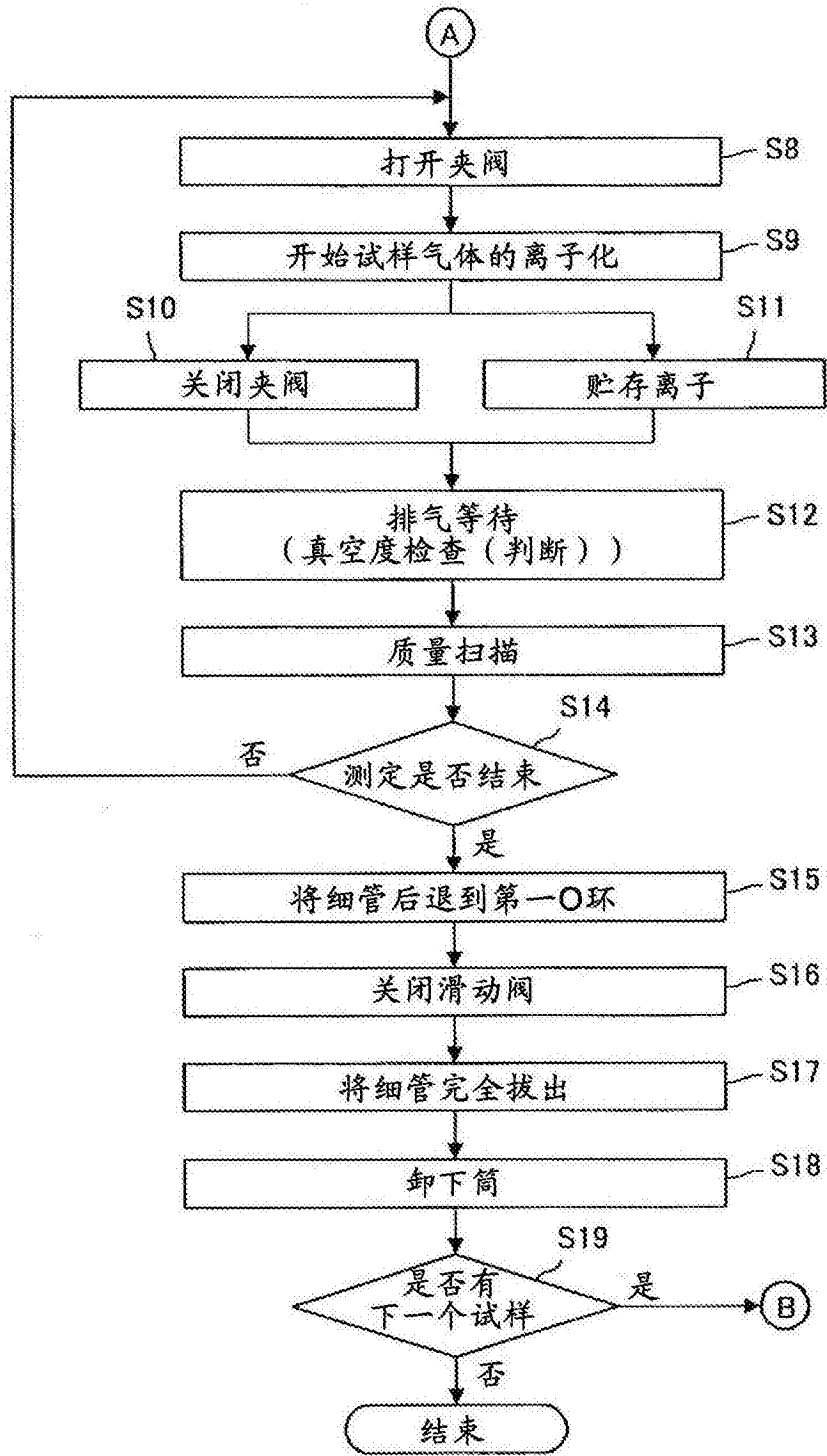 A
S8
打开夹阀
S9
开始试样气体的离子化
S10
S11
关闭夹阀
贮存离子
S12
排气等待
（真空度检查（判断））
S13
质量扫描
S14
否
测定是否结束
是
S15
将细管后退到第一O环
S16
关闭滑动阀
S17
将细管完全拔出
S18
卸下筒
S19
是否有
下一个试样
是
B
否
结束